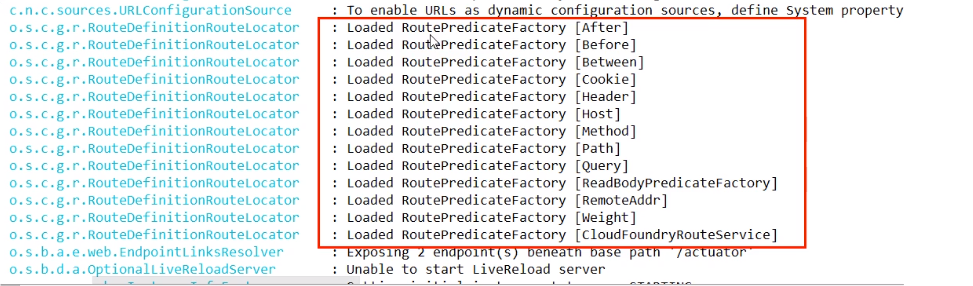 c.n.c.sources.URLConfigurationSource : To enable URLs as dynamic configuration sources, define System property
o.s.c.g.r.RouteDefinitionRouteLocator : Loaded RoutePredicateFactory [After]
o.s.c.g.r.RouteDefinitionRouteLocator : Loaded RoutePredicateFactory [Before]
o.s.c.g.r.RouteDefinitionRouteLocator : Loaded RoutePredicateFactory [Between]
o.s.c.g.r.RouteDefinitionRouteLocator : Loaded RoutePredicateFactory [Cookie]
o.s.c.g.r.RouteDefinitionRouteLocator : Loaded RoutePredicateFactory [Header]
o.s.c.g.r.RouteDefinitionRouteLocator : Loaded RoutePredicateFactory [Host]
o.s.c.g.r.RouteDefinitionRouteLocator : Loaded RoutePredicateFactory [Method]
o.s.c.g.r.RouteDefinitionRouteLocator : Loaded RoutePredicateFactory [Path]
o.s.c.g.r.RouteDefinitionRouteLocator : Loaded RoutePredicateFactory [Query]
o.s.c.g.r.RouteDefinitionRouteLocator : Loaded RoutePredicateFactory [ReadBodyPredicateFactory]
o.s.c.g.r.RouteDefinitionRouteLocator : Loaded RoutePredicateFactory [RemoteAddr]
o.s.c.g.r.RouteDefinitionRouteLocator : Loaded RoutePredicateFactory [Weight]
o.s.c.g.r.RouteDefinitionRouteLocator : Loaded RoutePredicateFactory [CloudFoundryRouteService]
o.s.b.a.e.web.EndpointLinksResolver : Exposing 2 endpoint(s) beneath base path '/actuator'
o.s.b.d.a.OptionalLiveReloadServer : Unable to start LiveReload server